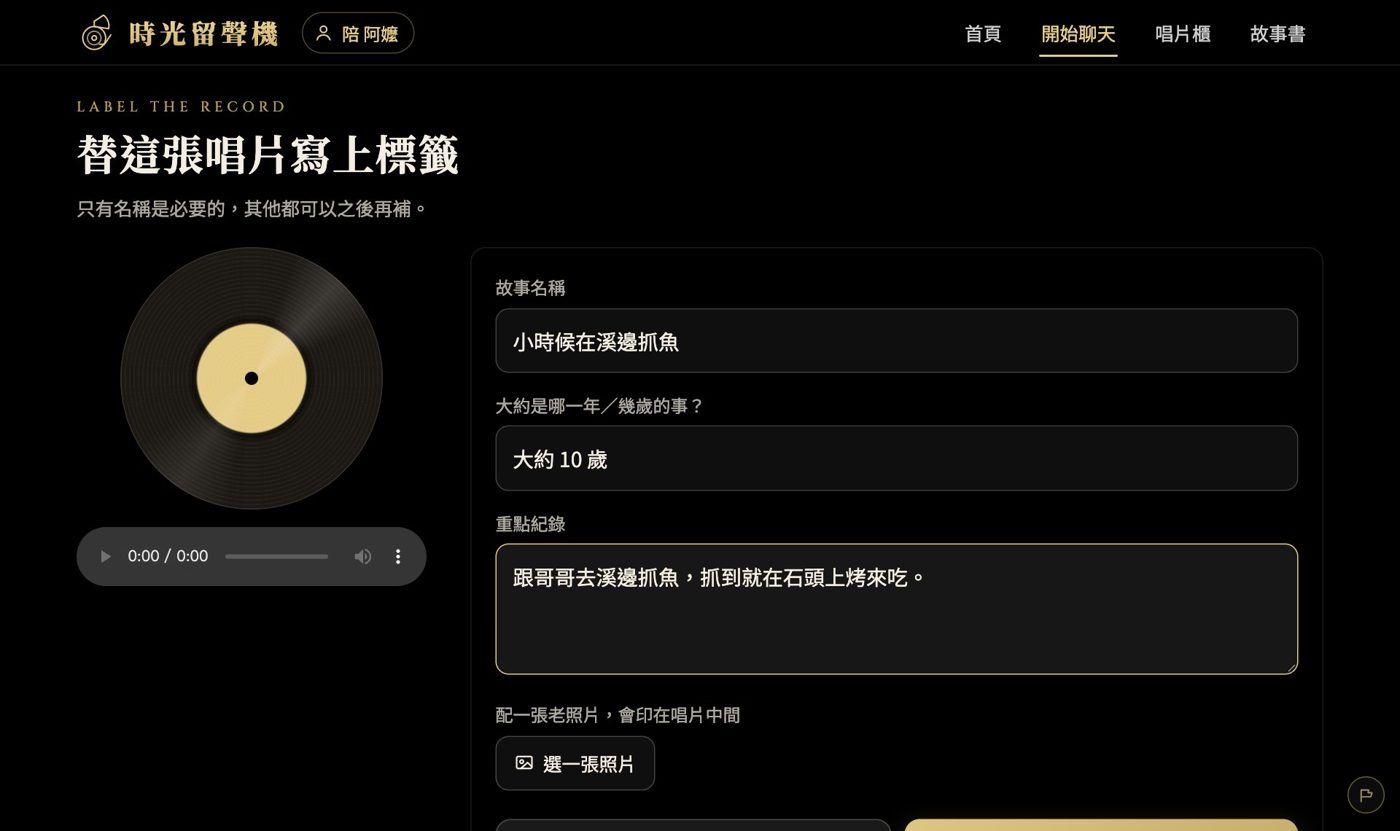 時光留聲機
陪 阿嬤
首頁
開始聊天
唱片櫃
故事書
LABEL THE RECORD
替這張唱片寫上標籤
只有名稱是必要的，其他都可以之後再補。
故事名稱
小時候在溪邊抓魚
大約是哪一年／幾歲的事？
大約 10 歲
0:00 / 0:00
重點紀錄
跟哥哥去溪邊抓魚，抓到就在石頭上烤來吃。
配一張老照片，會印在唱片中間
選一張照片